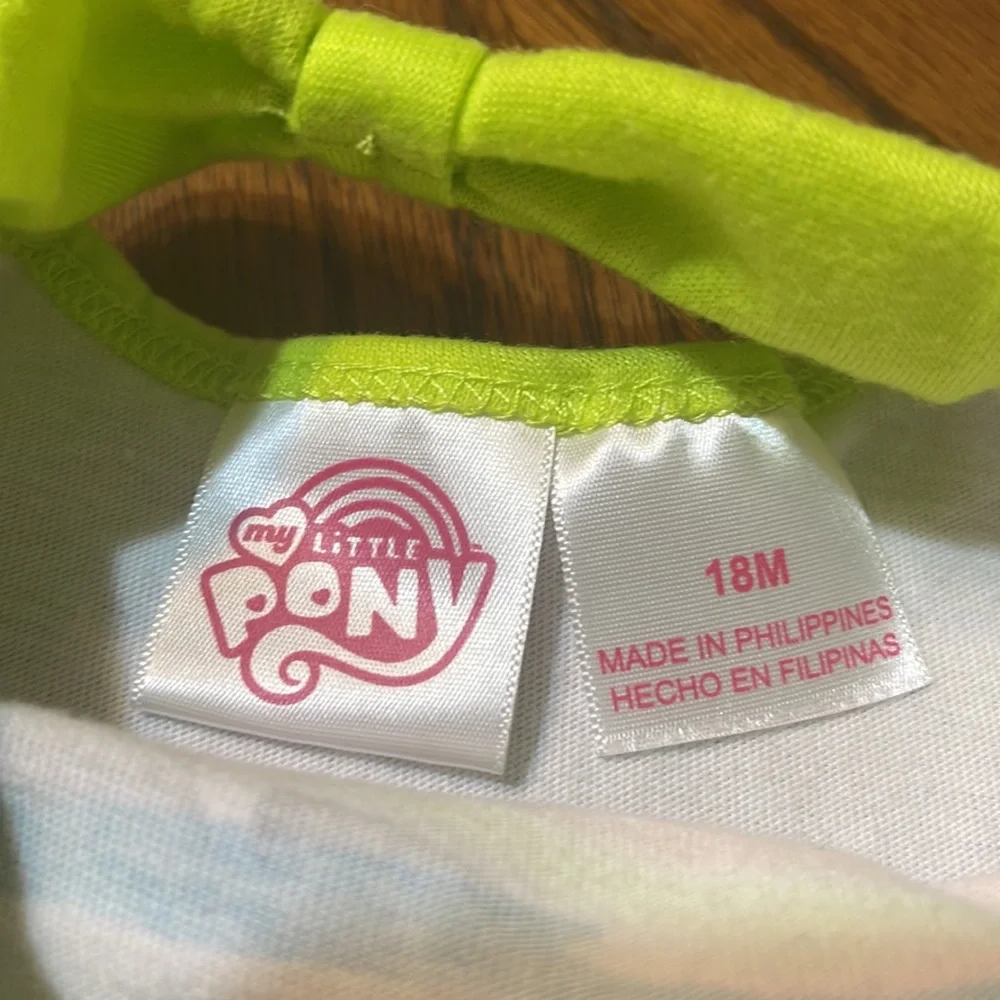 my LiTTLE
PONY
18M
MADE IN PHILIPPINES
HECHO EN FILIPINAS